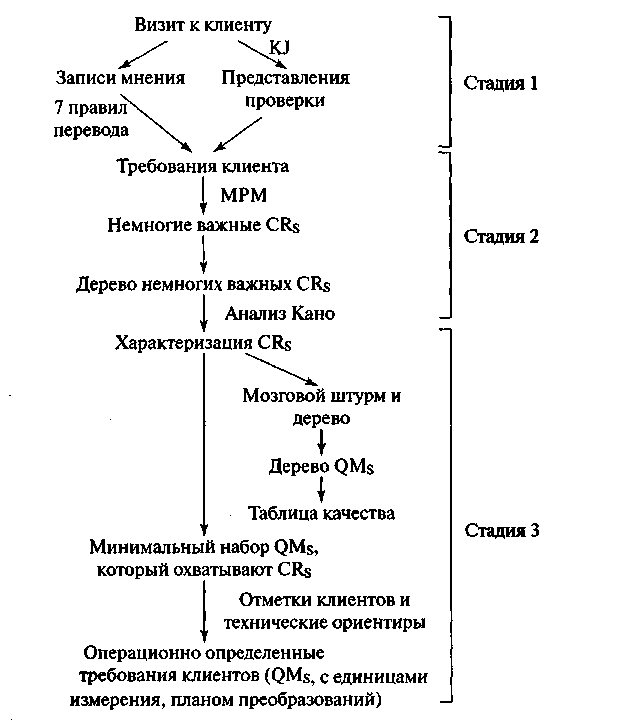 Визит к клиенту
KJ
Записи мнения
Представления
проверки
Стадия 1
7 правил
перевода
Требования клиента
МРМ
Немногие важные CRs
Стадия 2
Дерево немногих важных CRs
Анализ Кано
Характеризация CRs
Мозговой штурм и
дерево
Дерево QMs
Таблица качества
Стадия 3
Минимальный набор QMs,
который охватывают CRs
Отметки клиентов и
технические ориентиры
Операционно определенные
требования клиентов (QMs, с единицами
измерения, планом преобразований)